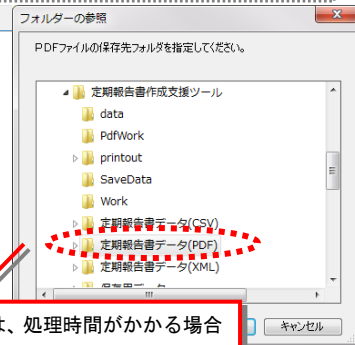 フォルダーの参照
PDFファイルの保存先フォルダを指定してください。
定期報告書作成支援ツール
data
PdfWork
printout
SaveData
Work
定期報告書データ(CSV)
定期報告書データ(PDF)
定期報告書データ(XML)
は、処理時間がかかる場合
キャンセル